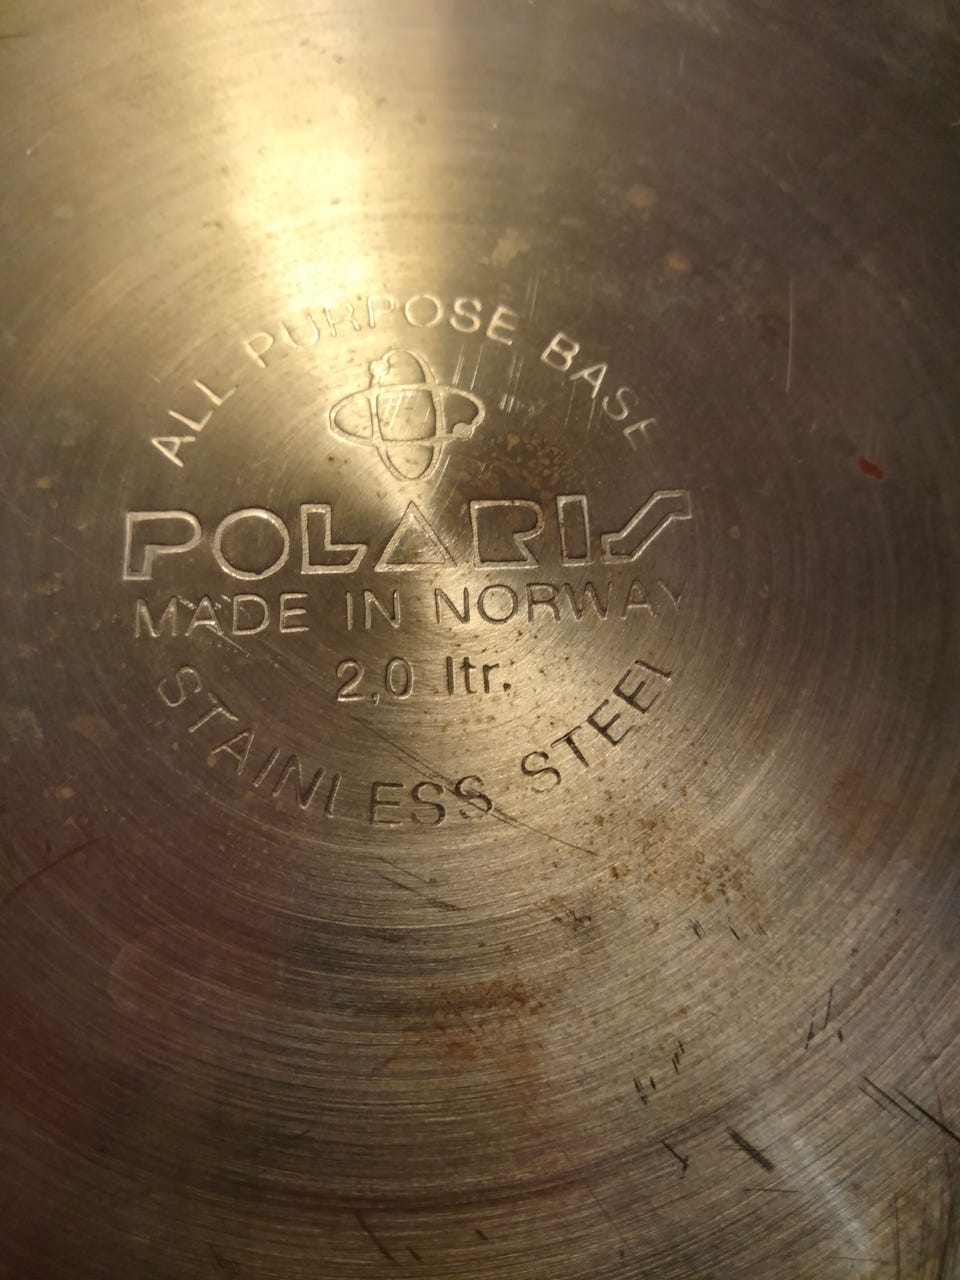 ALL PURPOSE BASE
POLARIS
MADE IN NORWAY
2,0 ltr.
STAINLESS STEEL